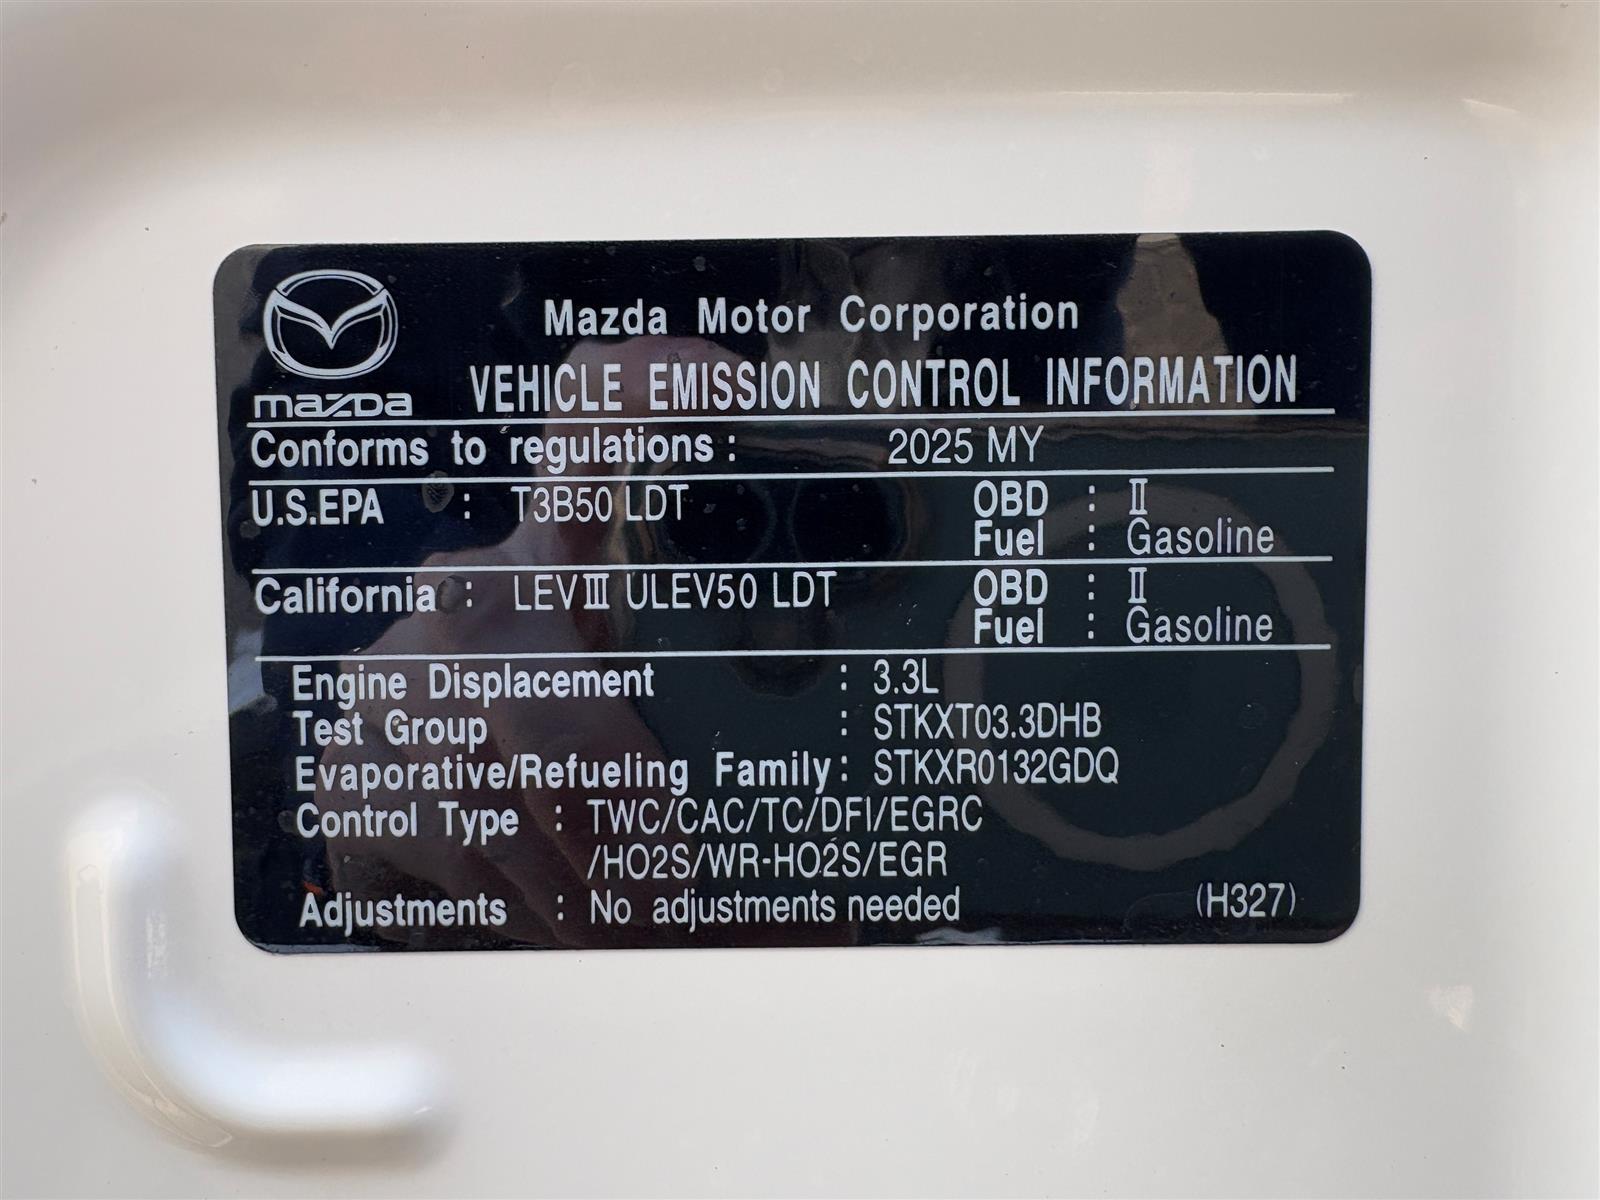 Mazda Motor Corporation
mazda VEHICLE EMISSION CONTROL INFORMATION
Conforms to regulations : 2025 MY
U.S.EPA : T3B50 LDT OBD : Ⅱ
Fuel : Gasoline
California : LEVⅢ ULEV50 LDT OBD : Ⅱ
Fuel : Gasoline
Engine Displacement : 3.3L
Test Group : STKXT03.3DHB
Evaporative/Refueling Family : STKXR0132GDQ
Control Type : TWC/CAC/TC/DFI/EGRC
/HO2S/WR-HO2S/EGR
Adjustments : No adjustments needed (H327)